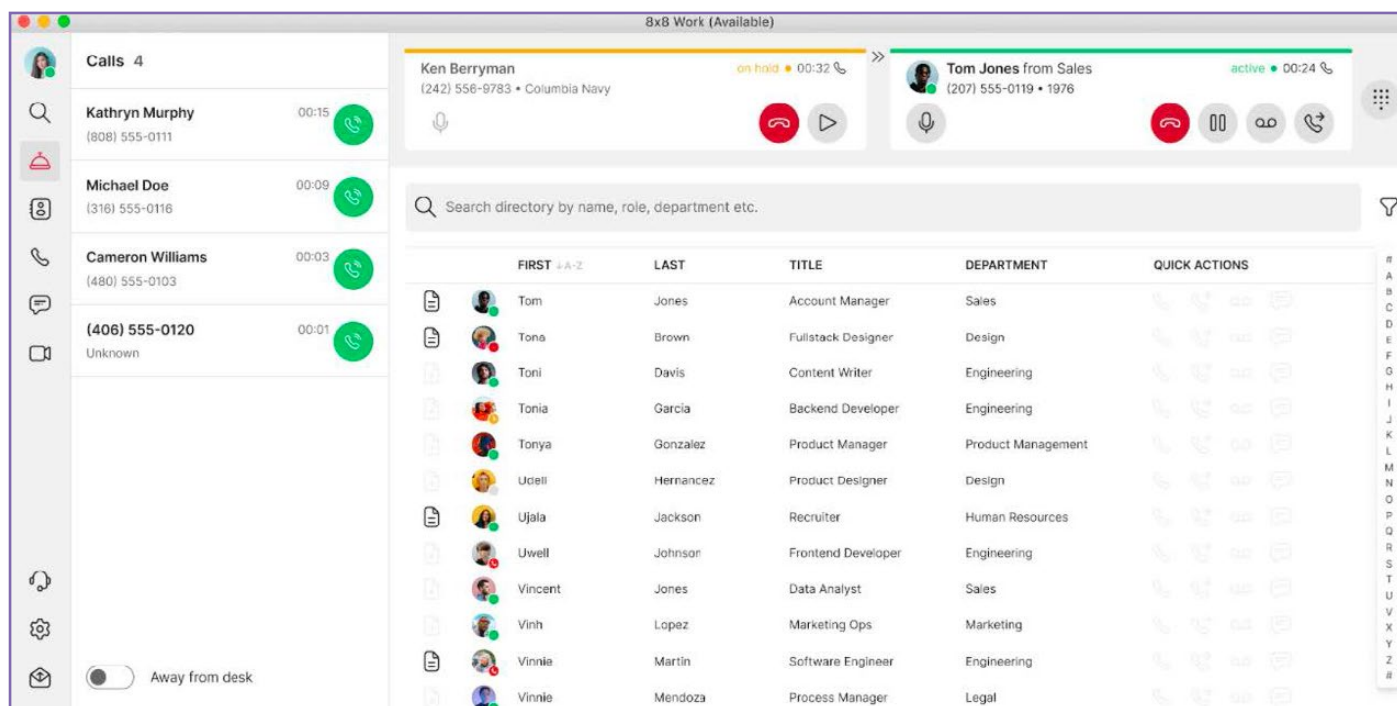 8x8 Work (Available)
Calls 4
Kathryn Murphy 00:15
(808) 555-0111
Michael Doe 00:09
(316) 555-0116
Cameron Williams 00:03
(480) 555-0103
(406) 555-0120 00:01
Unknown
Away from desk
Ken Berryman on hold • 00:32
(242) 556-9783 • Columbia Navy
Tom Jones from Sales active • 00:24
(207) 555-0119 • 1976
Search directory by name, role, department etc.
FIRST ↓A-Z LAST TITLE DEPARTMENT QUICK ACTIONS
Tom Jones Account Manager Sales
Tona Brown Fullstack Designer Design
Toni Davis Content Writer Engineering
Tonia Garcia Backend Developer Engineering
Tonya Gonzalez Product Manager Product Management
Udell Hernancez Product Designer Design
Ujala Jackson Recruiter Human Resources
Uwell Johnson Frontend Developer Engineering
Vincent Jones Data Analyst Sales
Vinh Lopez Marketing Ops Marketing
Vinnie Martin Software Engineer Engineering
Vinnie Mendoza Process Manager Legal
#
A
B
C
D
E
F
G
H
I
J
K
L
M
N
O
P
Q
R
S
T
U
V
X
Y
Z
#